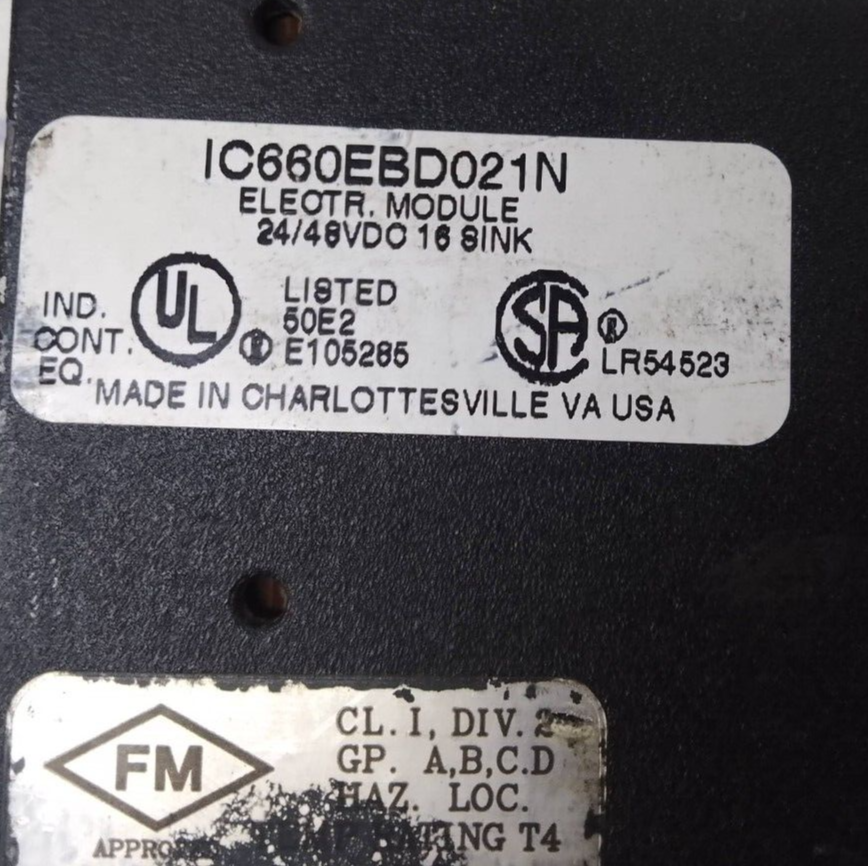 IC660EBD021N
ELECTR. MODULE
24/48VDC 16 SINK
IND.
CONT.
EQ.
UL
®
LISTED
50E2
E105285
SA
®
LR54523
MADE IN CHARLOTTESVILLE VA USA
FM
CL. I, DIV. 2
GP. A,B,C.D
HAZ. LOC.
TING T4